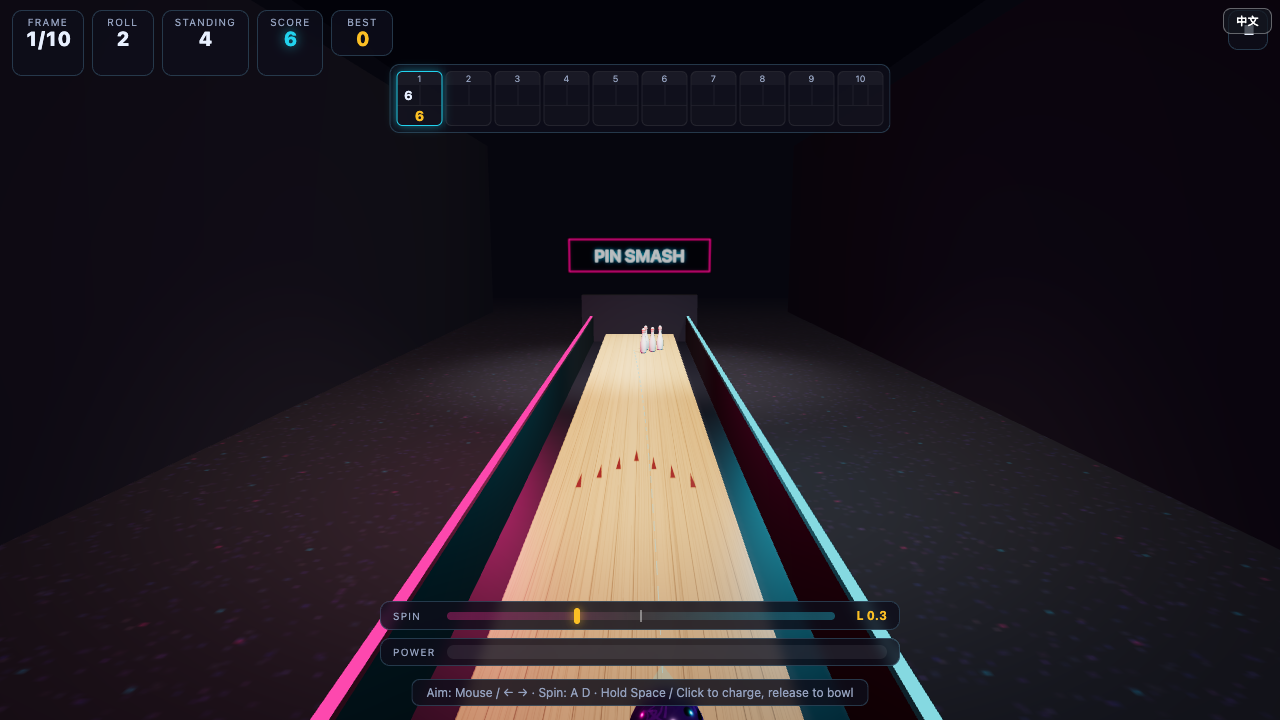 FRAME
1/10
ROLL
2
STANDING
4
SCORE
6
BEST
0
中文
1 2 3 4 5 6 7 8 9 10
6
6
PIN SMASH
SPIN
L 0.3
POWER
Aim: Mouse / ← → · Spin: A D · Hold Space / Click to charge, release to bowl